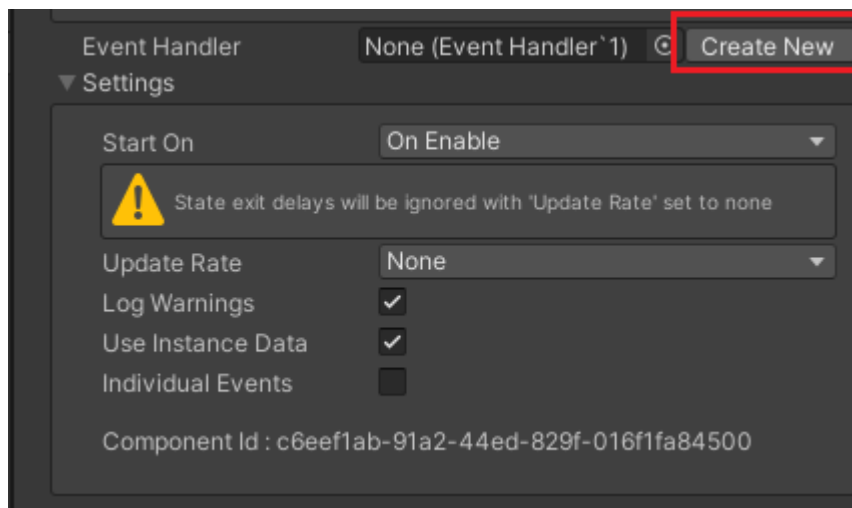 Event Handler None (Event Handler`1) Create New
Settings
Start On On Enable
State exit delays will be ignored with 'Update Rate' set to none
Update Rate None
Log Warnings
Use Instance Data
Individual Events
Component Id : c6eef1ab-91a2-44ed-829f-016f1fa84500